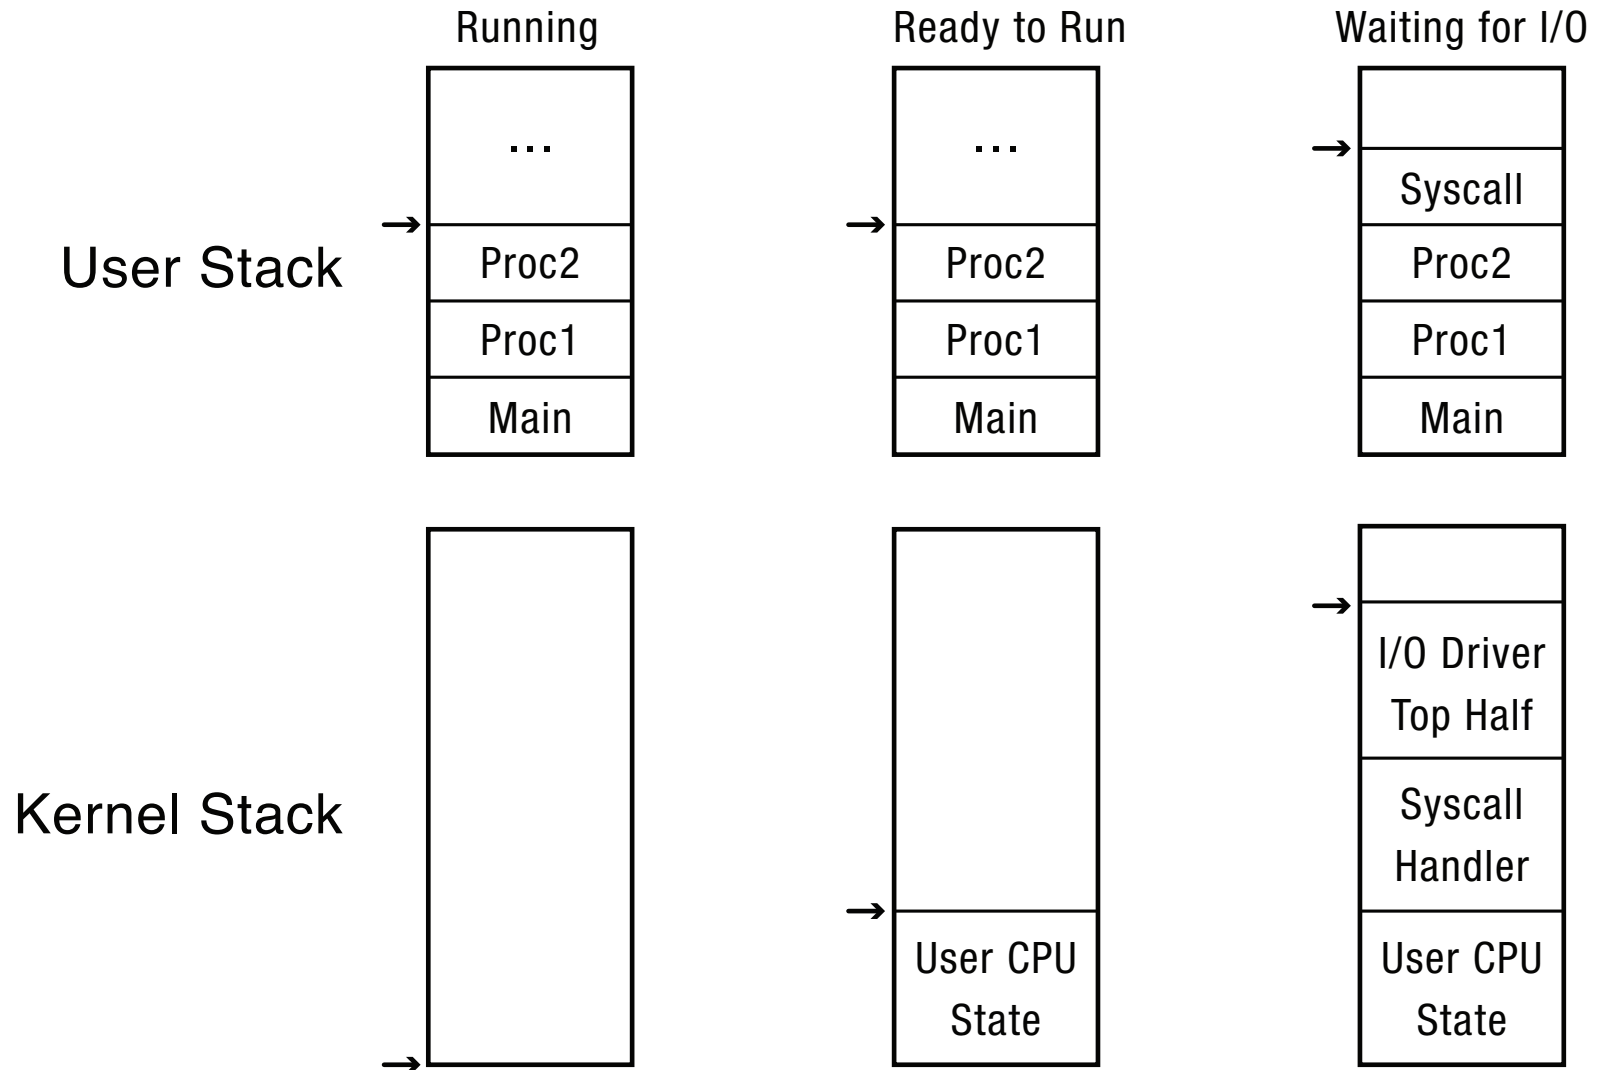 Running
Ready to Run
Waiting for I/O
User Stack
...
Proc2
Proc1
Main
...
Proc2
Proc1
Main
Syscall
Proc2
Proc1
Main
Kernel Stack
User CPU
State
I/O Driver
Top Half
Syscall
Handler
User CPU
State